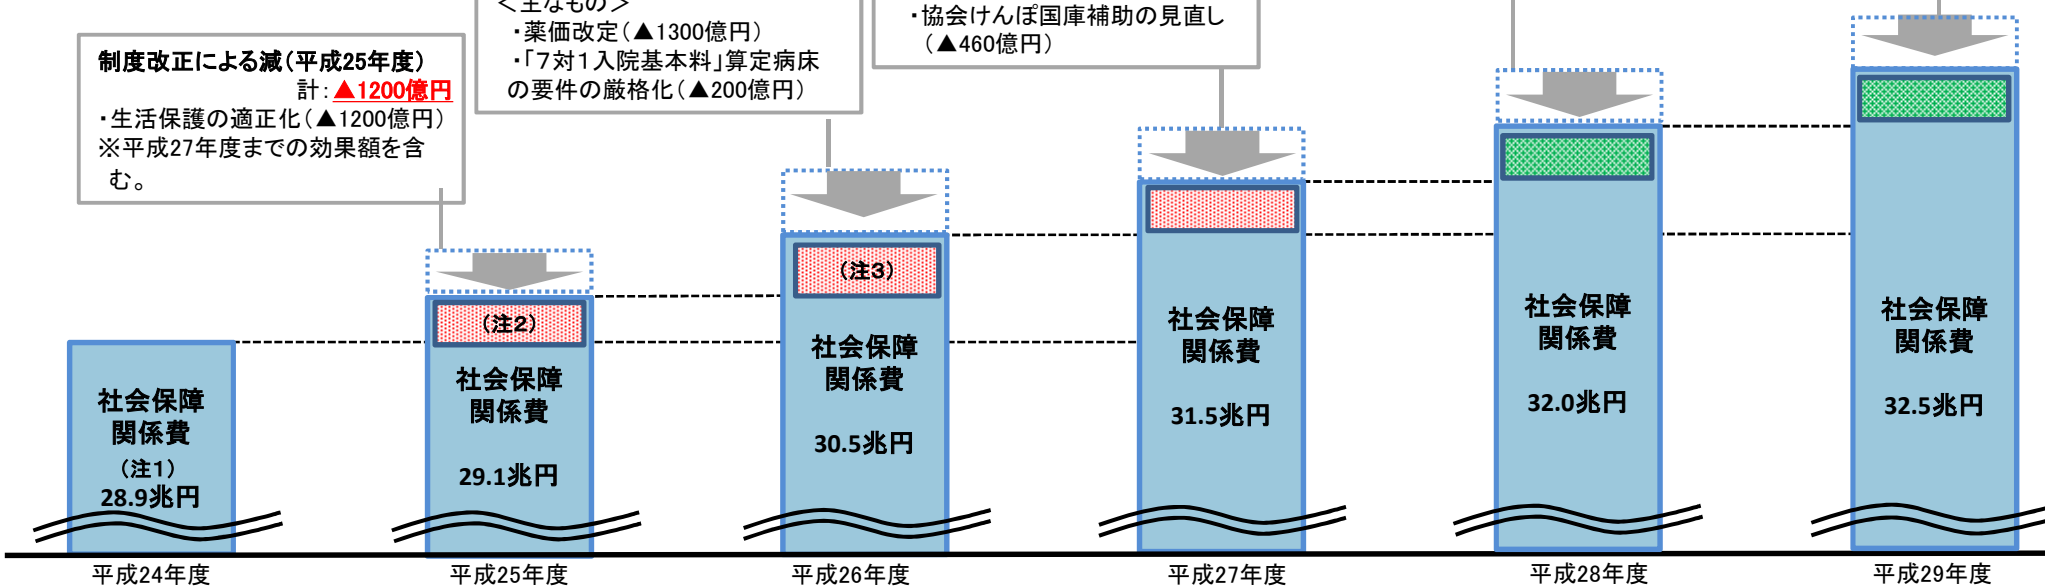 ＜主なもの＞
・薬価改定（▲1300億円）
・「７対１入院基本料」算定病床
の要件の厳格化（▲200億円）
・協会けんぽ国庫補助の見直し
（▲460億円）
制度改正による減（平成25年度）
計：▲1200億円
・生活保護の適正化（▲1200億円）
※平成27年度までの効果額を含
む。
社会保障
関係費
（注１）
28.9兆円
平成24年度
（注２）
社会保障
関係費
29.1兆円
平成25年度
（注３）
社会保障
関係費
30.5兆円
平成26年度
社会保障
関係費
31.5兆円
平成27年度
社会保障
関係費
32.0兆円
平成28年度
社会保障
関係費
32.5兆円
平成29年度